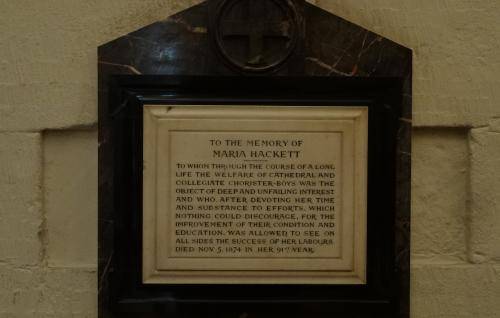 TO THE MEMORY OF
MARIA HACKETT
TO WHOM THROUGH THE COURSE OF A LONG
LIFE THE WELFARE OF CATHEDRAL AND
COLLEGIATE CHORISTER-BOYS WAS THE
OBJECT OF DEEP AND UNFAILING INTEREST
AND WHO, AFTER DEVOTING HER TIME
AND SUBSTANCE TO EFFORTS, WHICH
NOTHING COULD DISCOURAGE, FOR THE
IMPROVEMENT OF THEIR CONDITION AND
EDUCATION, WAS ALLOWED TO SEE ON
ALL SIDES THE SUCCESS OF HER LABOURS.
DIED NOV. 5, 1874 IN HER 91ST YEAR.